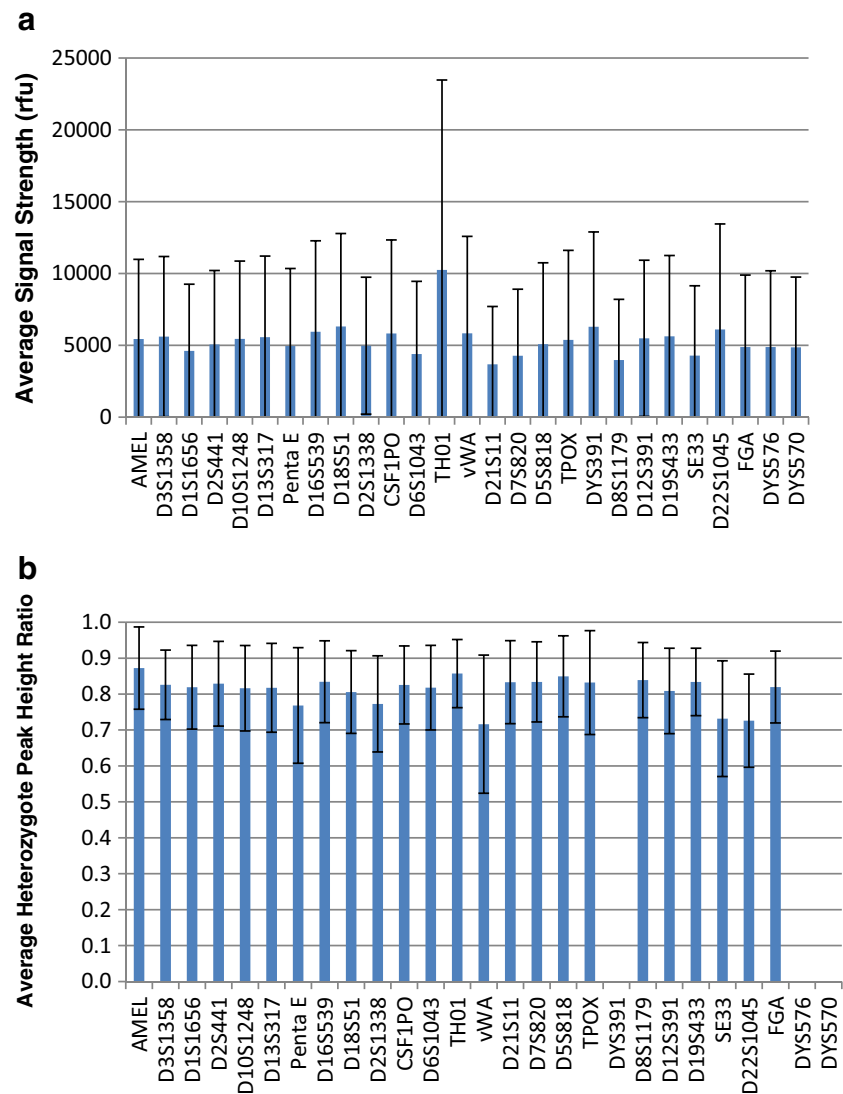 a
Average Signal Strength (rfu)
25000
20000
15000
10000
5000
0
AMEL
D3S1358
D1S1656
D2S441
D10S1248
D13S317
Penta E
D16S539
D18S51
D2S1338
CSF1PO
D6S1043
TH01
vWA
D21S11
D7S820
D5S818
TPOX
DYS391
D8S1179
D12S391
D19S433
SE33
D22S1045
FGA
DYS576
DYS570
b
Average Heterozygote Peak Height Ratio
1.0
0.9
0.8
0.7
0.6
0.5
0.4
0.3
0.2
0.1
0.0
AMEL
D3S1358
D1S1656
D2S441
D10S1248
D13S317
Penta E
D16S539
D18S51
D2S1338
CSF1PO
D6S1043
TH01
vWA
D21S11
D7S820
D5S818
TPOX
DYS391
D8S1179
D12S391
D19S433
SE33
D22S1045
FGA
DYS576
DYS570